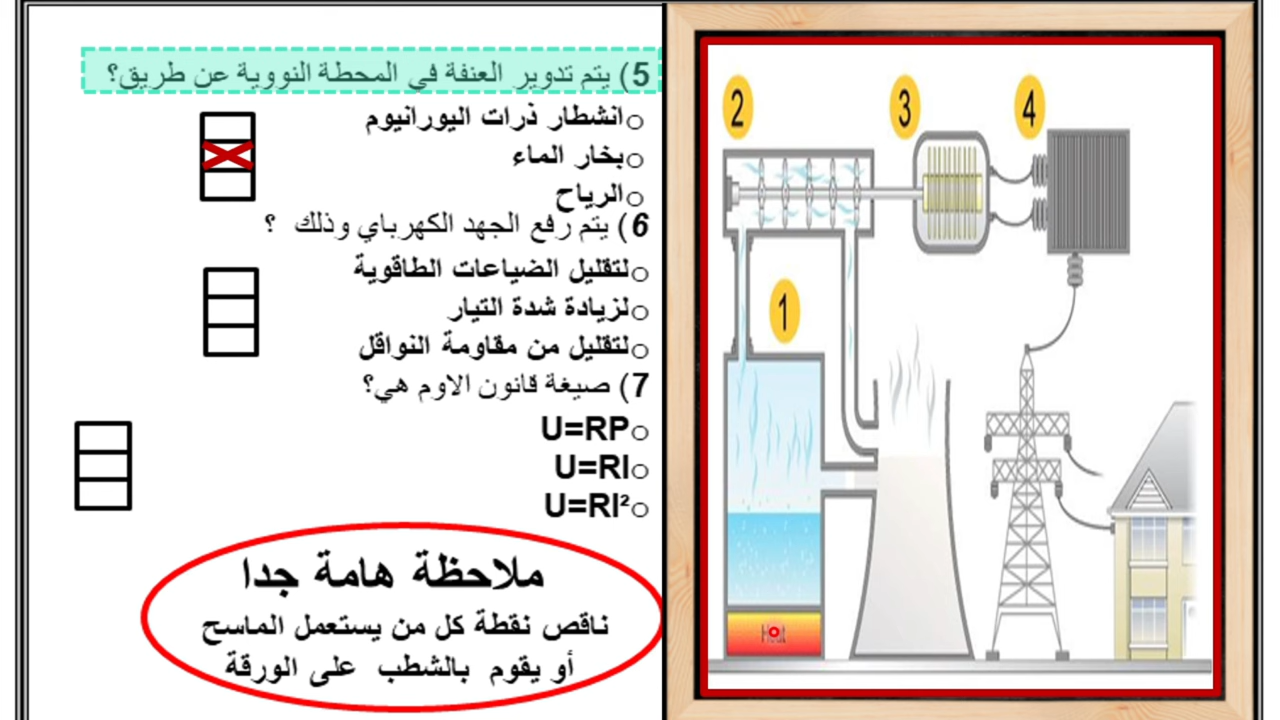 5) يتم تدوير العنفة في المحطة النووية عن طريق؟
○انشطار ذرات اليورانيوم
○بخار الماء
○الرياح
6) يتم رفع الجهد الكهرباي وذلك ؟
○لتقليل الضياعات الطاقوية
○لزيادة شدة التيار
○لتقليل من مقاومة النواقل
7) صيغة قانون الاوم هي؟
○U=RP
○U=RI
○U=RI²
ملاحظة هامة جدا
ناقص نقطة كل من يستعمل الماسح
أو يقوم بالشطب على الورقة
2
3
4
1